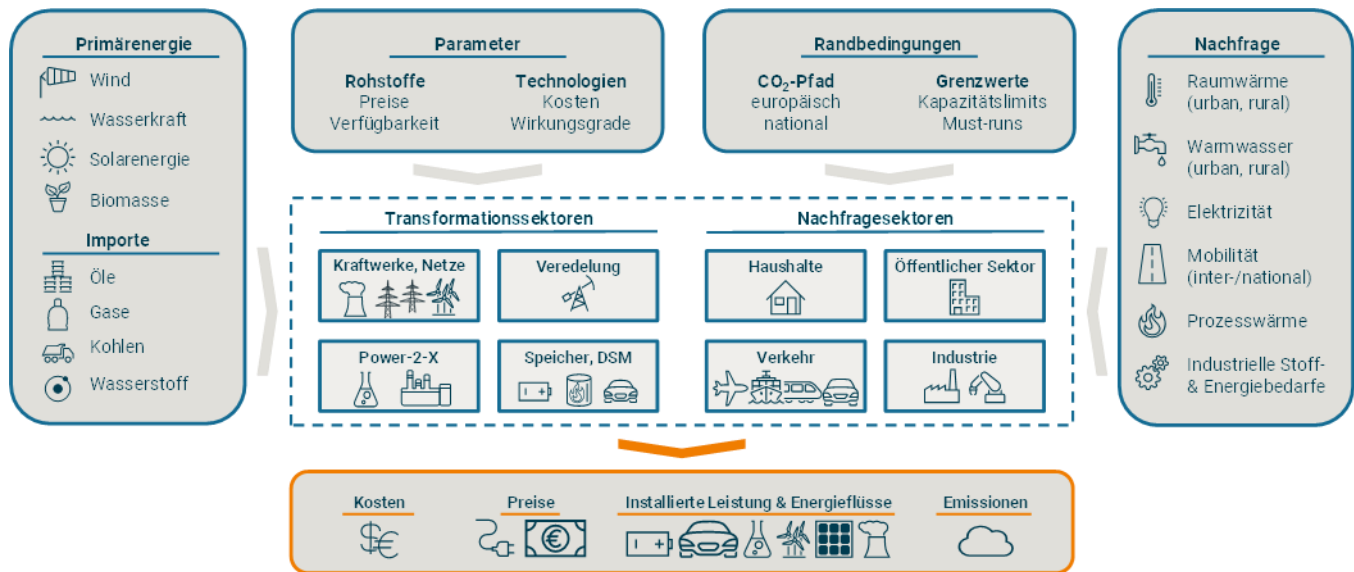 Primärenergie
Wind
Wasserkraft
Solarenergie
Biomasse
Importe
Öle
Gase
Kohlen
Wasserstoff
Parameter
Rohstoffe
Preise
Verfügbarkeit
Technologien
Kosten
Wirkungsgrade
Randbedingungen
CO₂-Pfad
europäisch
national
Grenzwerte
Kapazitätslimits
Must-runs
Nachfrage
Raumwärme
(urban, rural)
Warmwasser
(urban, rural)
Elektrizität
Mobilität
(inter-/national)
Prozesswärme
Industrielle Stoff-
& Energiebedarfe
Transformationssektoren
Kraftwerke, Netze
Veredelung
Power-2-X
Speicher, DSM
Nachfragesektoren
Haushalte
Öffentlicher Sektor
Verkehr
Industrie
Kosten
$€
Preise
€
Installierte Leistung & Energieflüsse
Emissionen